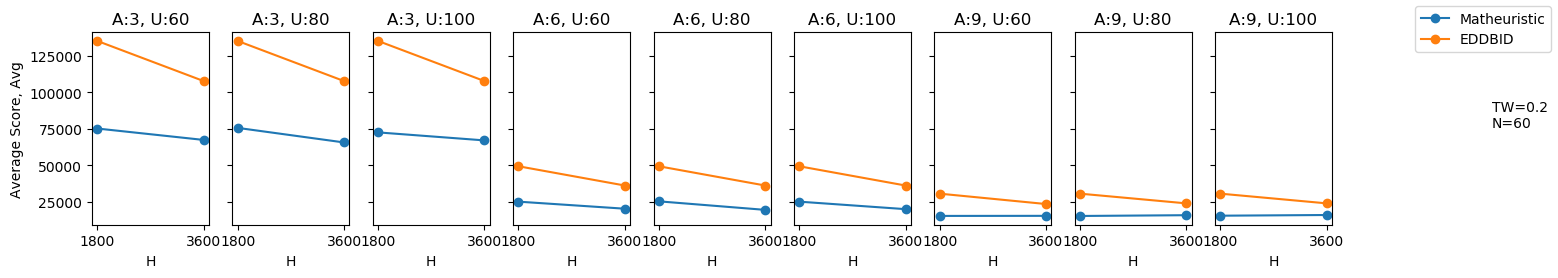 A:3, U:60
A:3, U:80
A:3, U:100
A:6, U:60
A:6, U:80
A:6, U:100
A:9, U:60
A:9, U:80
A:9, U:100
Matheuristic
EDDBID
TW=0.2
N=60
Average Score, Avg
125000
100000
75000
50000
25000
1800 3600
1800 3600
1800 3600
1800 3600
1800 3600
1800 3600
1800 3600
1800 3600
1800 3600
H
H
H
H
H
H
H
H
H